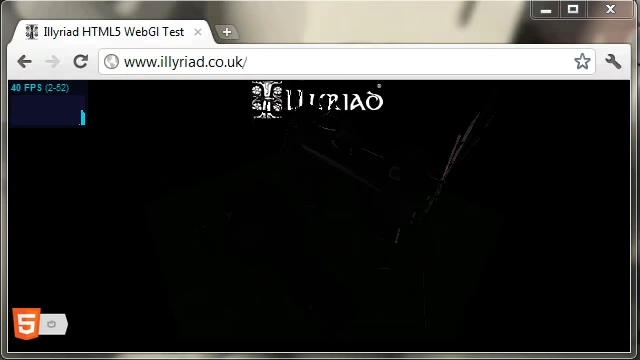 Illyriad HTML5 WebGl Test
www.illyriad.co.uk/
40 FPS (2-52)
ILLYRIAD
5